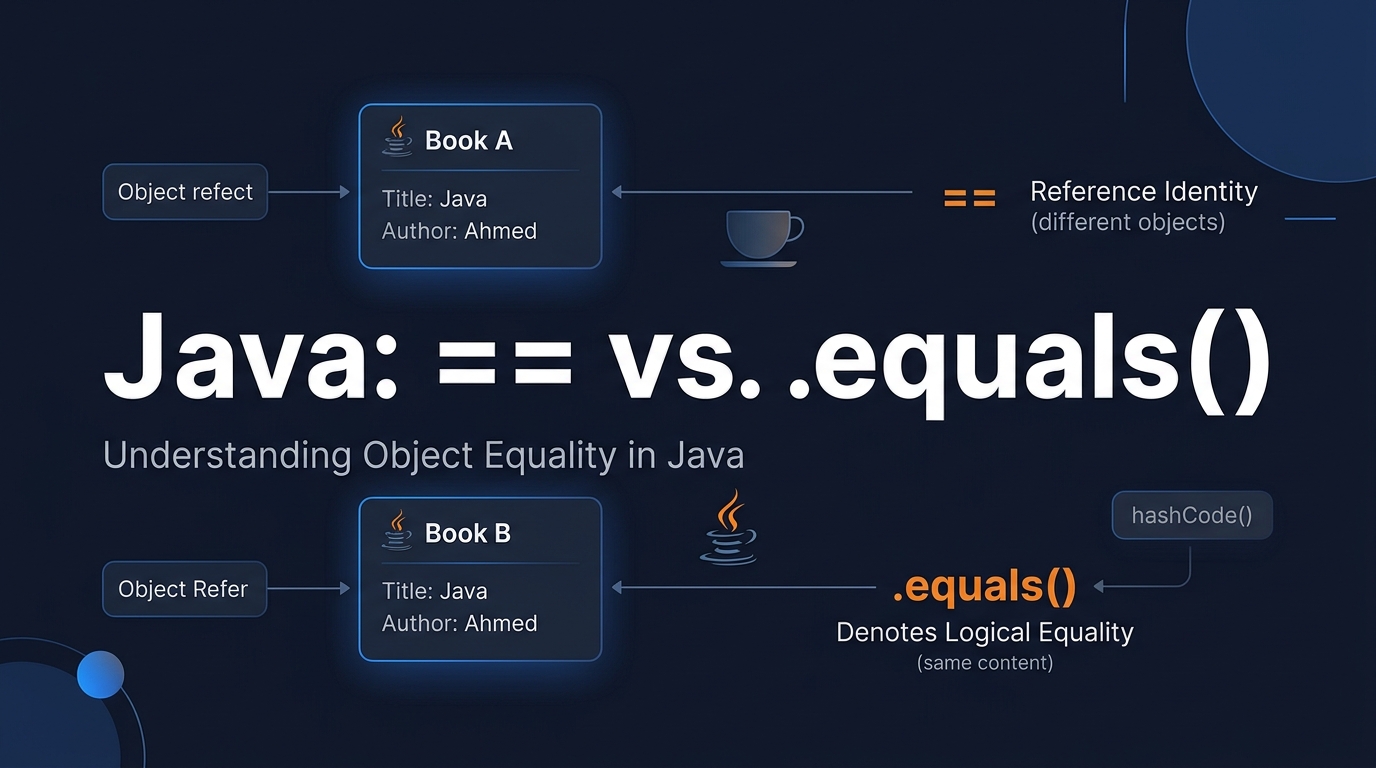 Book A
Object refect
Title: Java
Author: Ahmed
==
Reference Identity
(different objects)
Java: == vs. .equals()
Understanding Object Equality in Java
Book B
Object Refer
Title: Java
Author: Ahmed
hashCode()
.equals()
Denotes Logical Equality
(same content)